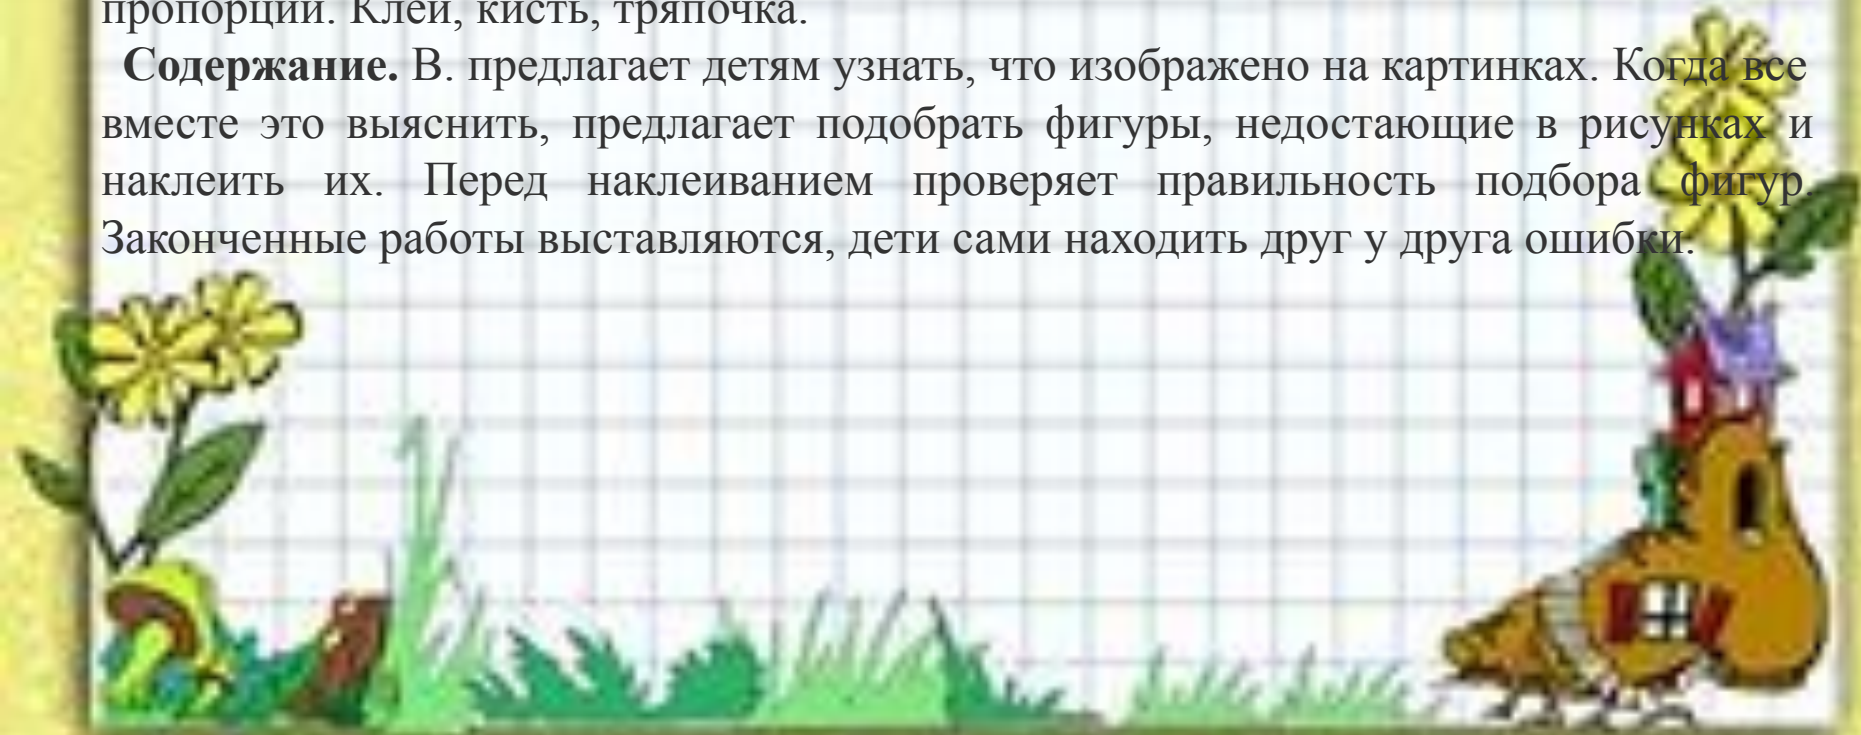 пропорции. Клей, кисть, тряпочка.
Содержание. В. предлагает детям узнать, что изображено на картинках. Когда все
вместе это выяснить, предлагает подобрать фигуры, недостающие в рисунках и
наклеить их. Перед наклеиванием проверяет правильность подбора фигур.
Законченные работы выставляются, дети сами находить друг у друга ошибки.